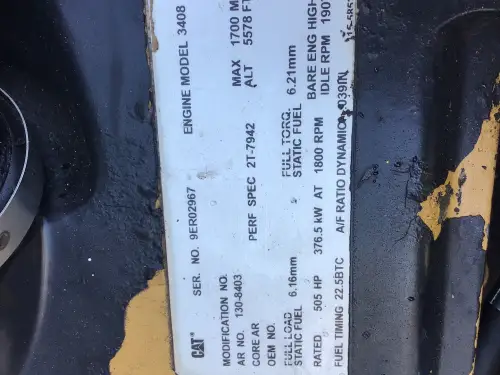 CAT® SER. NO. 9ER02967 ENGINE MODEL 3408
MODIFICATION NO.
AR NO. 130-8403 PERF SPEC 2T-7942 MAX ALT 1700 M 5578 FT
CORE AR
OEM NO.
FULL LOAD STATIC FUEL 6.16mm FULL TORQ. STATIC FUEL 6.21mm
RATED 505 HP 376.5 kW AT 1800 RPM BARE ENG HIGH IDLE RPM 190
FUEL TIMING 22.5BTC A/F RATIO DYNAMIC